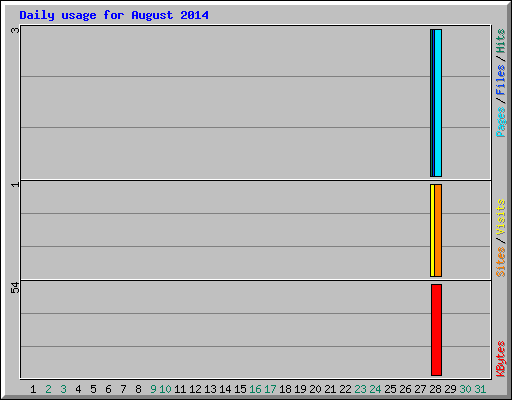 Daily usage for August 2014
3
Pages / Files / Hits
1
Sites / Visits
54
KBytes
1 2 3 4 5 6 7 8 9 10 11 12 13 14 15 16 17 18 19 20 21 22 23 24 25 26 27 28 29 30 31